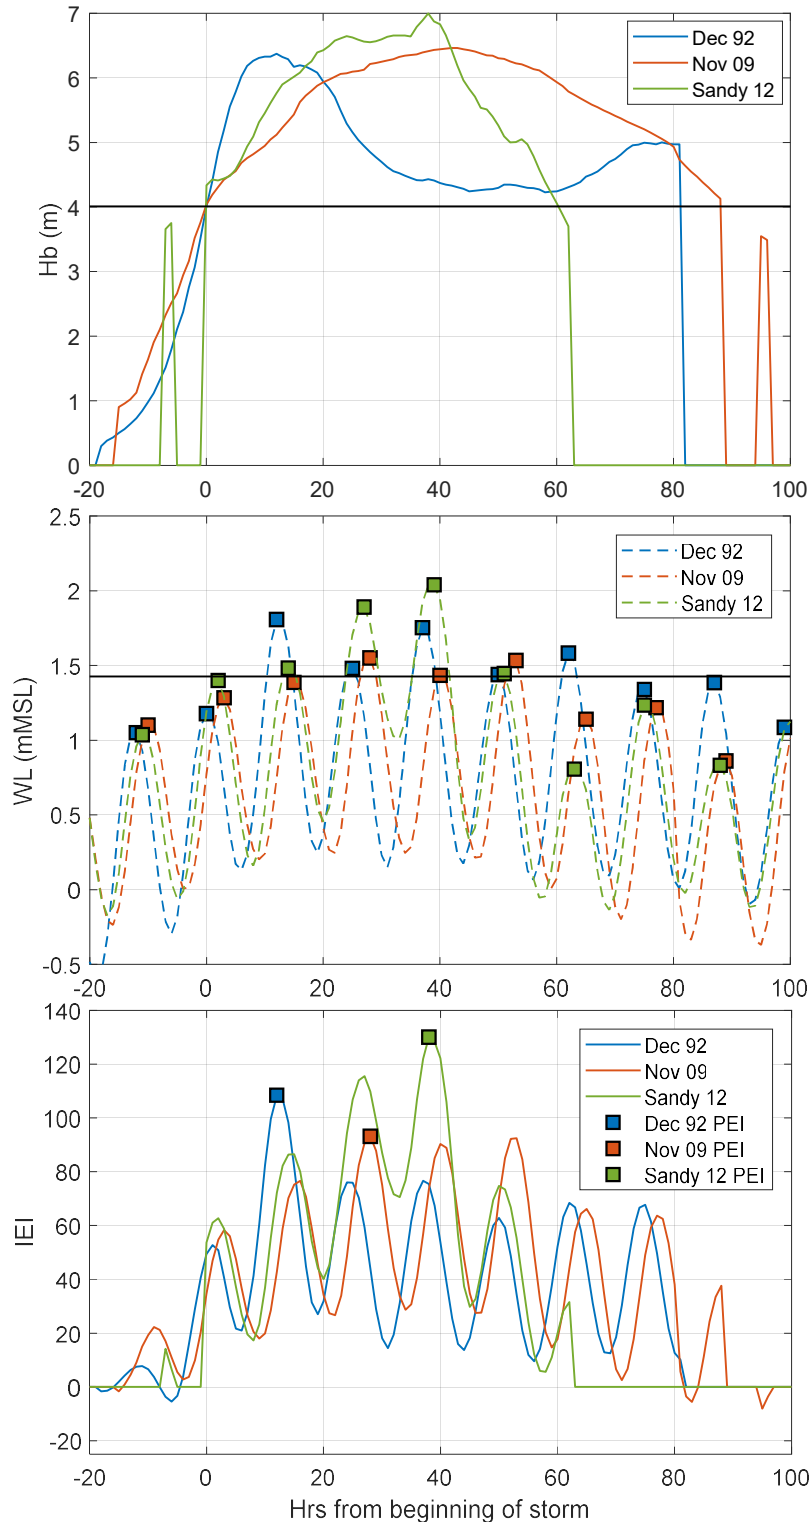 7
6
5
4
3
2
1
0
Hb (m)
-20 0 20 40 60 80 100
Dec 92
Nov 09
Sandy 12
2.5
2
1.5
1
0.5
0
-0.5
WL (mMSL)
-20 0 20 40 60 80 100
Dec 92
Nov 09
Sandy 12
140
120
100
80
60
40
20
0
-20
IEI
-20 0 20 40 60 80 100
Dec 92
Nov 09
Sandy 12
Dec 92 PEI
Nov 09 PEI
Sandy 12 PEI
Hrs from beginning of storm